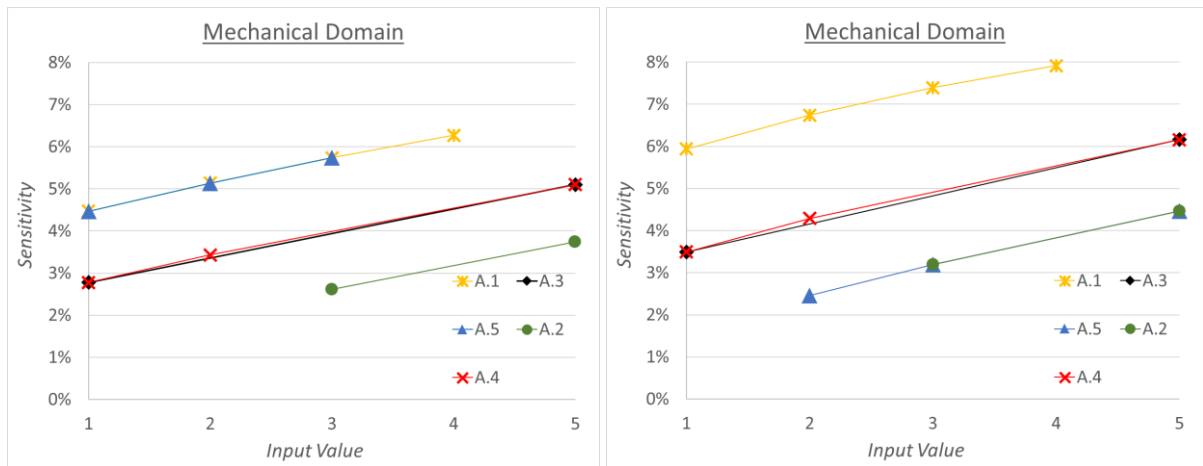 Mechanical Domain
8%
7%
6%
5%
4%
3%
2%
1%
0%
Sensitivity
A.1 A.3
A.5 A.2
A.4
1 2 3 4 5
Input Value
Mechanical Domain
8%
7%
6%
5%
4%
3%
2%
1%
0%
Sensitivity
A.1 A.3
A.5 A.2
A.4
1 2 3 4 5
Input Value